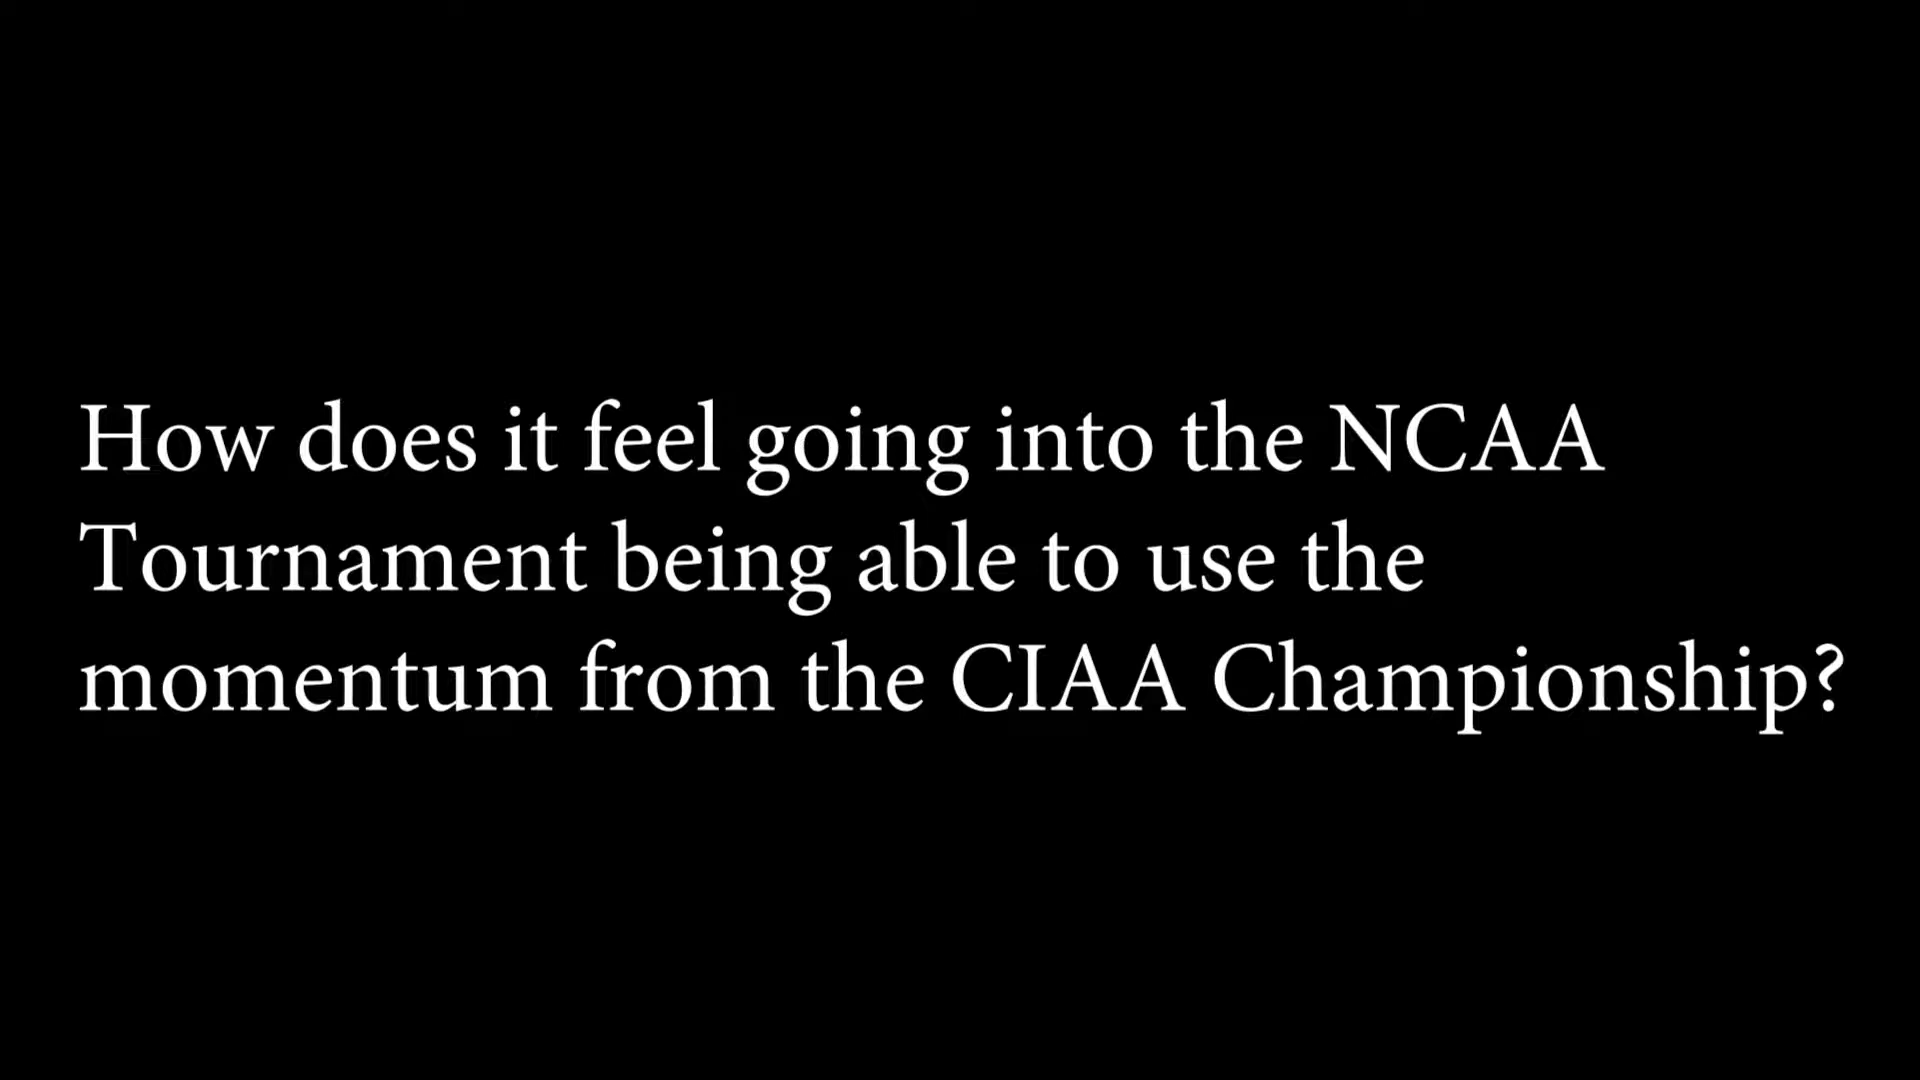 How does it feel going into the NCAA
Tournament being able to use the
momentum from the CIAA Championship?